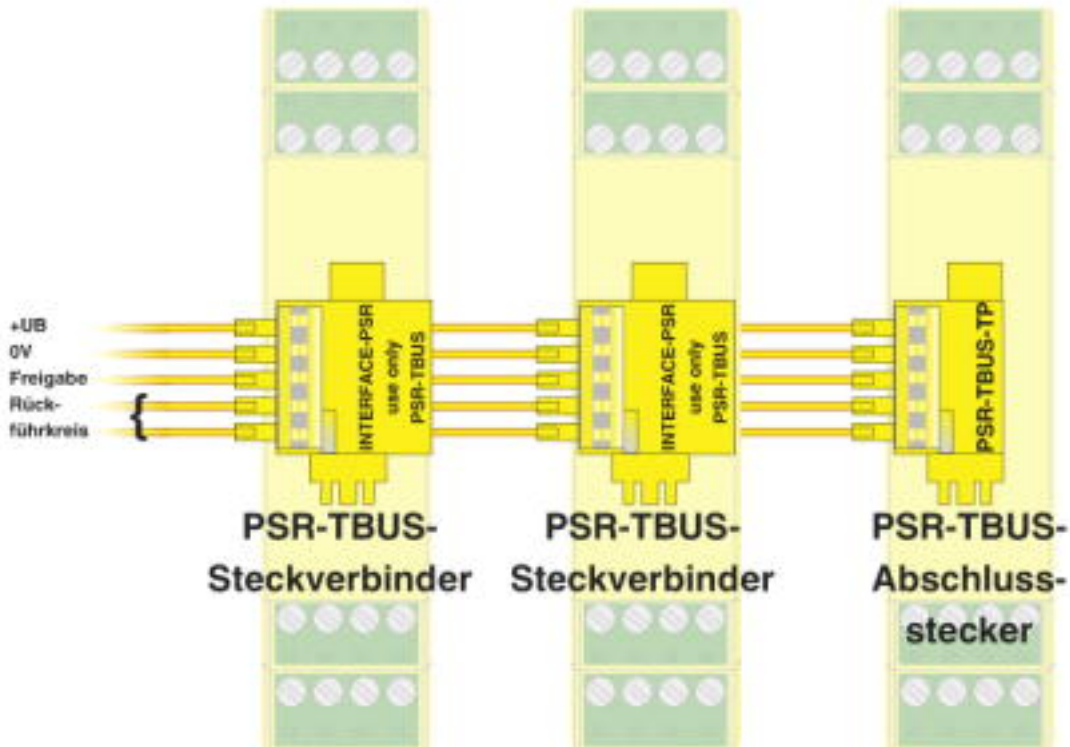 +UB
0V
Freigabe
Rück-
führkreis
{
INTERFACE-PSR
use only
PSR-TBUS
INTERFACE-PSR
use only
PSR-TBUS
PSR-TBUS-TP
PSR-TBUS-
Steckverbinder
PSR-TBUS-
Steckverbinder
PSR-TBUS-
Abschluss-
stecker